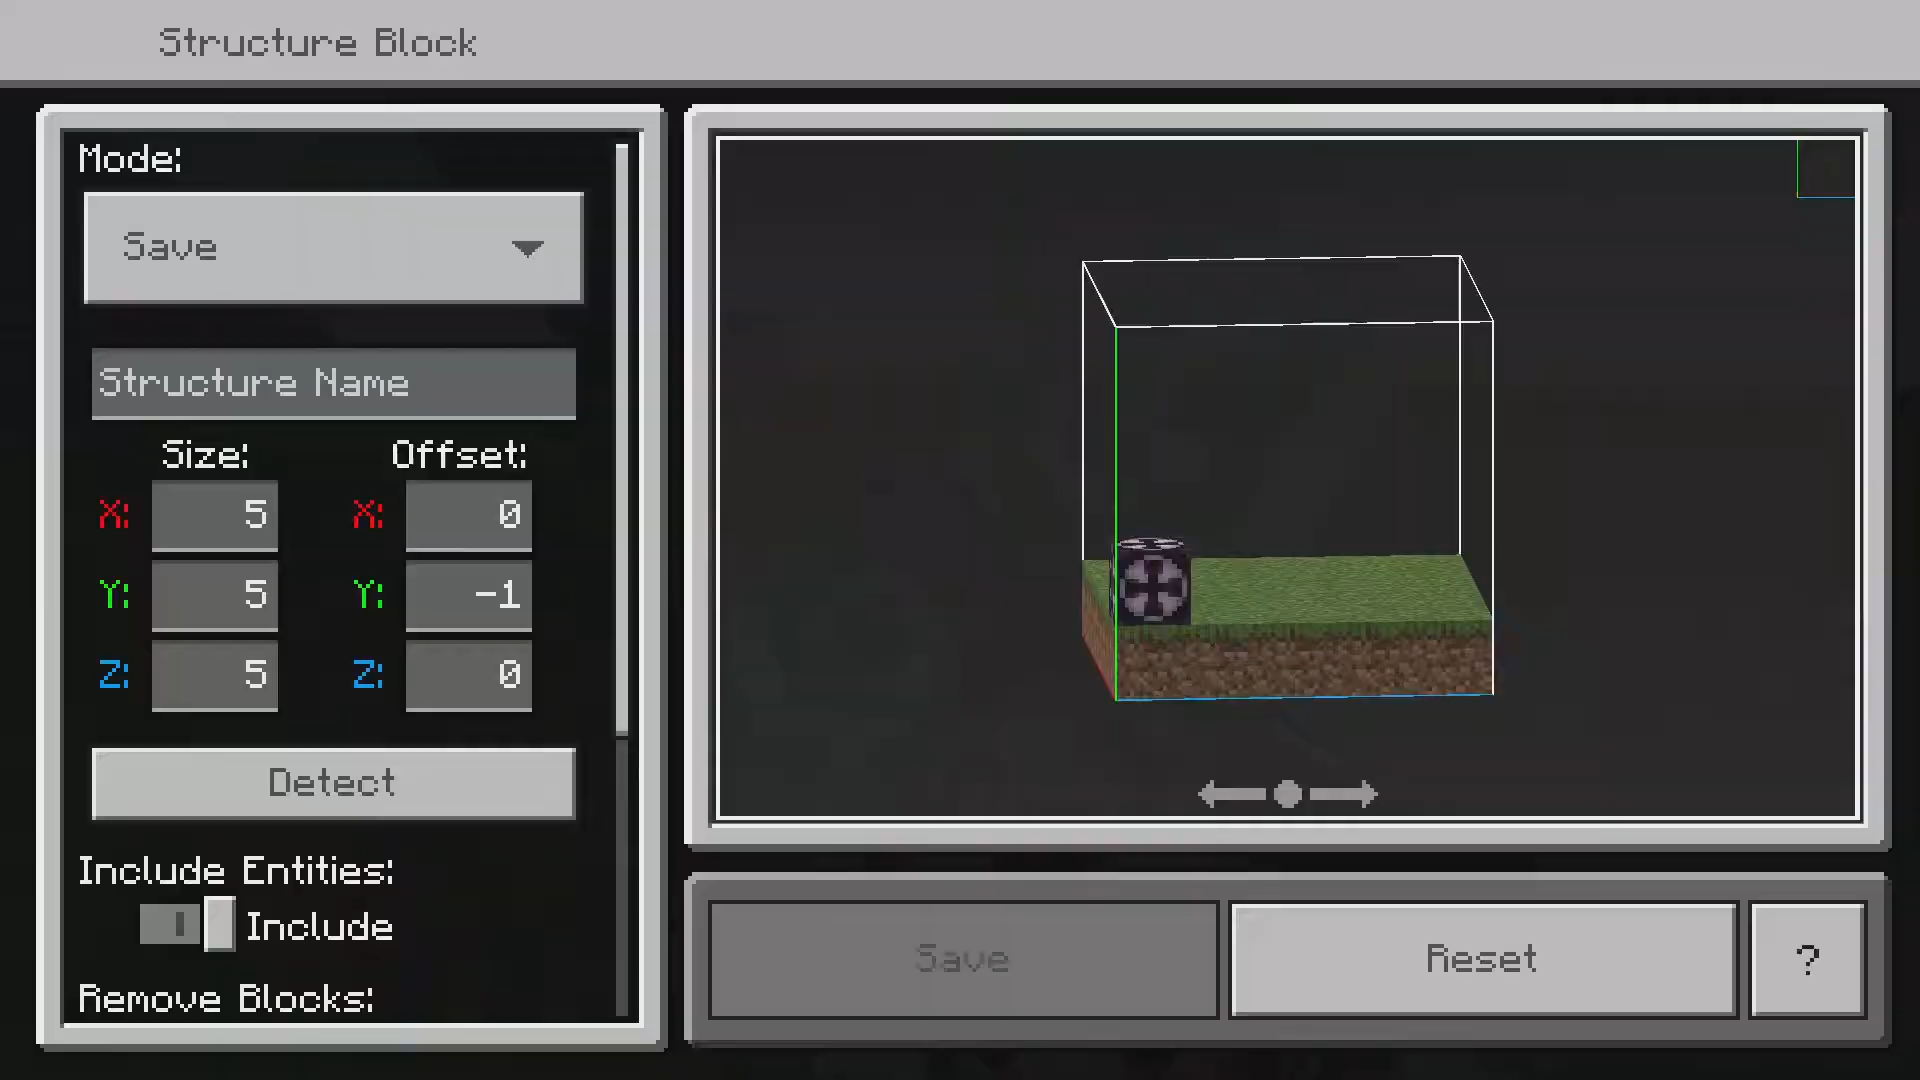 Structure Block
Mode:
Save
Structure Name
Size: Offset:
X: 5 X: 0
Y: 5 Y: -1
Z: 5 Z: 0
Detect
Include Entities:
Include
Remove Blocks:
Save Reset ?